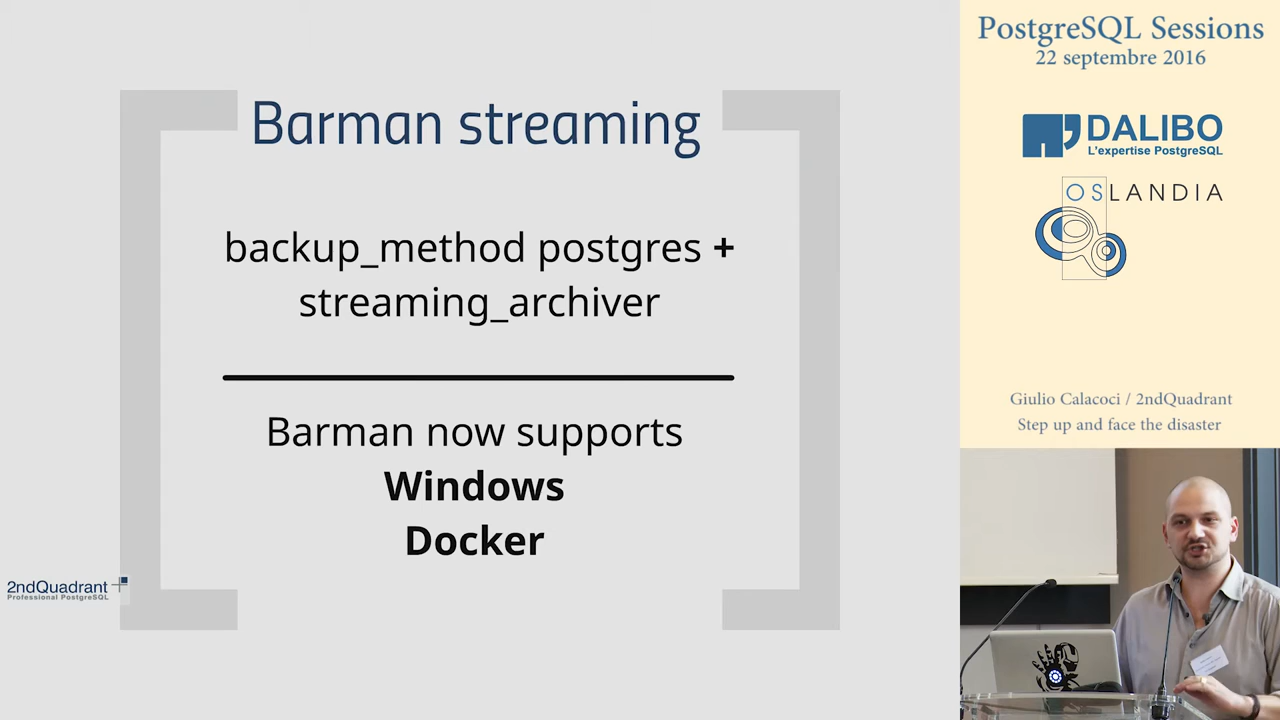 Barman streaming
backup_method postgres +
streaming_archiver
Barman now supports
Windows
Docker
2ndQuadrant
Professional PostgreSQL
PostgreSQL Sessions
22 septembre 2016
DALIBO
L'expertise PostgreSQL
OSLANDIA
Giulio Calacoci / 2ndQuadrant
Step up and face the disaster